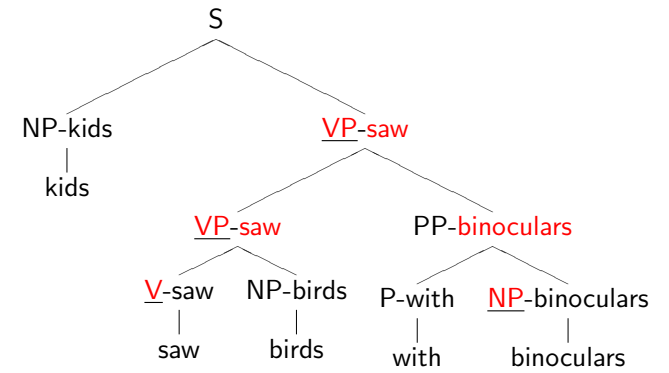 S
NP-kids VP-saw
kids
VP-saw PP-binoculars
V-saw NP-birds P-with NP-binoculars
saw birds with binoculars